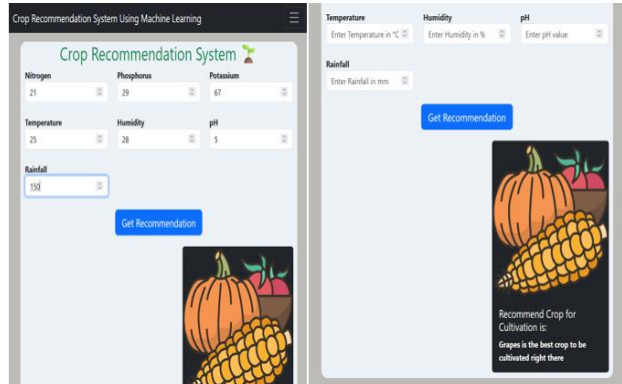 Crop Recommendation System Using Machine Learning
Crop Recommendation System
Nitrogen Phosphorus Potassium
21 29 67
Temperature Humidity pH
25 28 5
Rainfall
150
Get Recommendation
Temperature Humidity pH
Enter Temperature in °C Enter Humidity in % Enter pH value
Rainfall
Enter Rainfall in mm
Get Recommendation
Recommend Crop for
Cultivation is:
Grapes is the best crop to be
cultivated right there